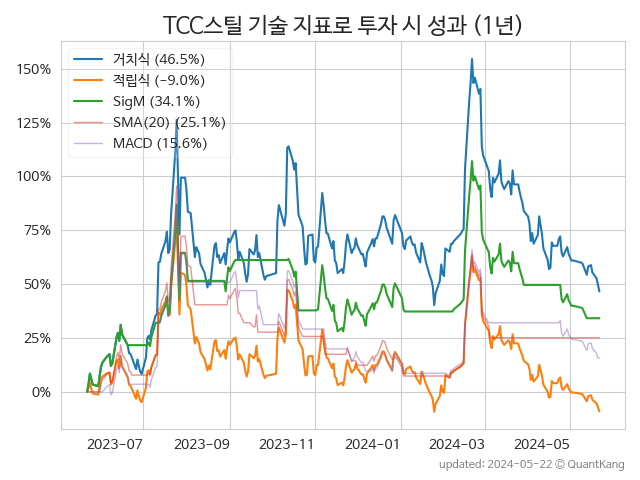 TCC스틸 기술 지표로 투자 시 성과 (1년)
거치식 (46.5%)
적립식 (−9.0%)
SigM (34.1%)
SMA(20) (25.1%)
MACD (15.6%)
150%
125%
100%
75%
50%
25%
0%
2023−07 2023−09 2023−11 2024−01 2024−03 2024−05
updated: 2024−05−22 © QuantKang